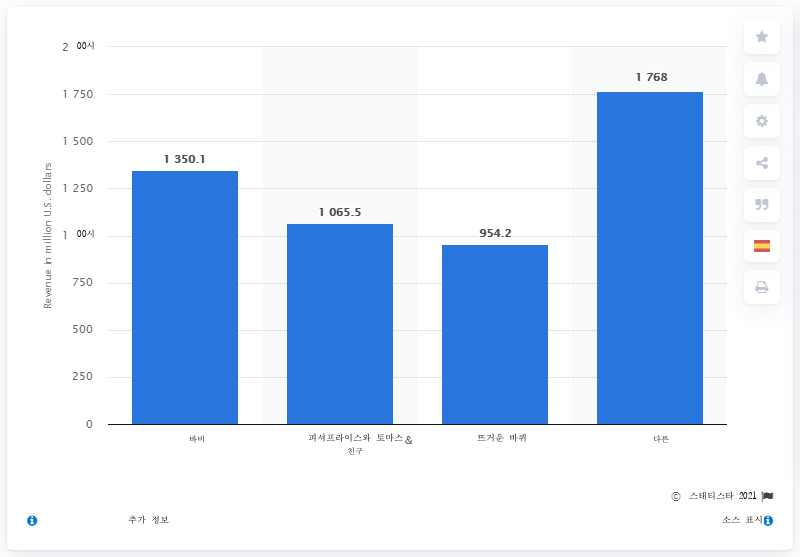 2 00시
1 750
1 500
1 250
1 00시
750
500
250
0
Revenue in million U.S. dollars
1 350.1
1 065.5
954.2
1 768
바비
피셔프라이스와 토마스&
친구
뜨거운 바퀴
다른
© 스태티스타 2021
추가 정보
소스 표시